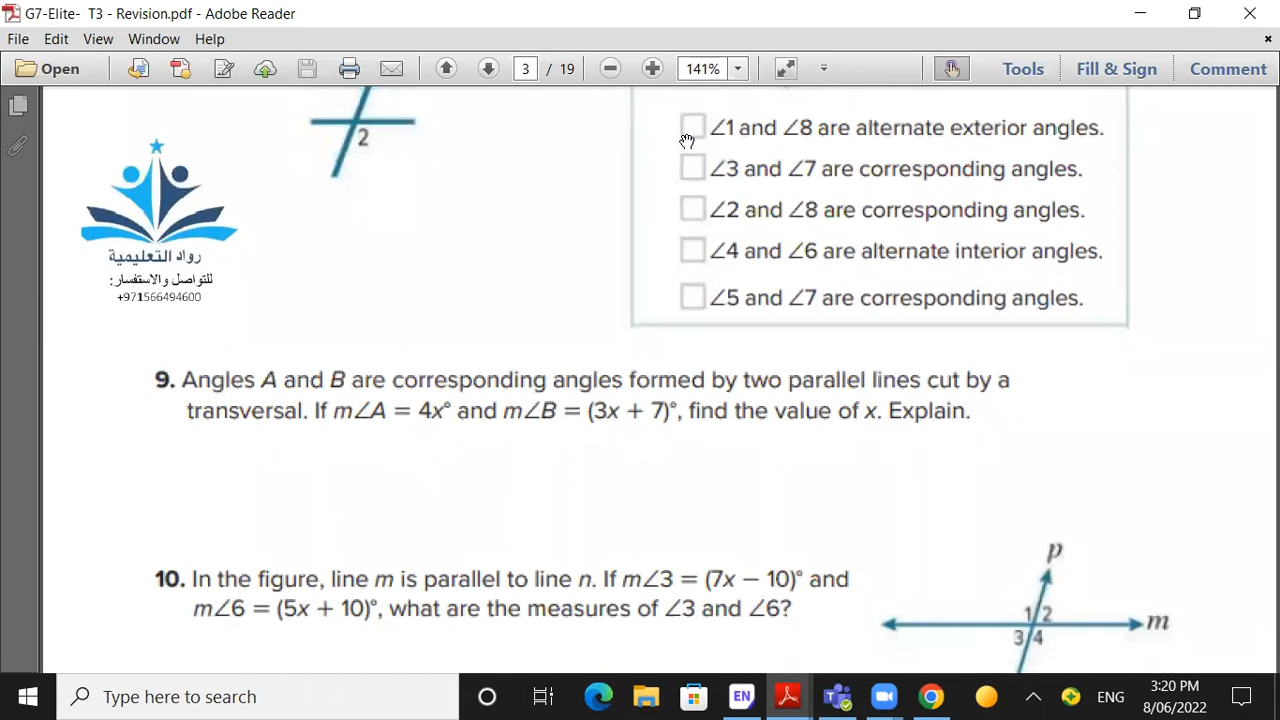 G7-Elite-  T3 - Revision.pdf - Adobe Reader
File Edit View Window Help
Open 3 / 19 141% Tools Fill & Sign Comment
2
∠1 and ∠8 are alternate exterior angles.
∠3 and ∠7 are corresponding angles.
∠2 and ∠8 are corresponding angles.
∠4 and ∠6 are alternate interior angles.
∠5 and ∠7 are corresponding angles.
رواد التعليمية
للتواصل والاستفسار:
+971566494600
9. Angles A and B are corresponding angles formed by two parallel lines cut by a
transversal. If m∠A = 4x° and m∠B = (3x + 7)°, find the value of x. Explain.
10. In the figure, line m is parallel to line n. If m∠3 = (7x − 10)° and
m∠6 = (5x + 10)°, what are the measures of ∠3 and ∠6?
p
1 2
m
3 4
Type here to search
EN
ENG
3:20 PM
8/06/2022